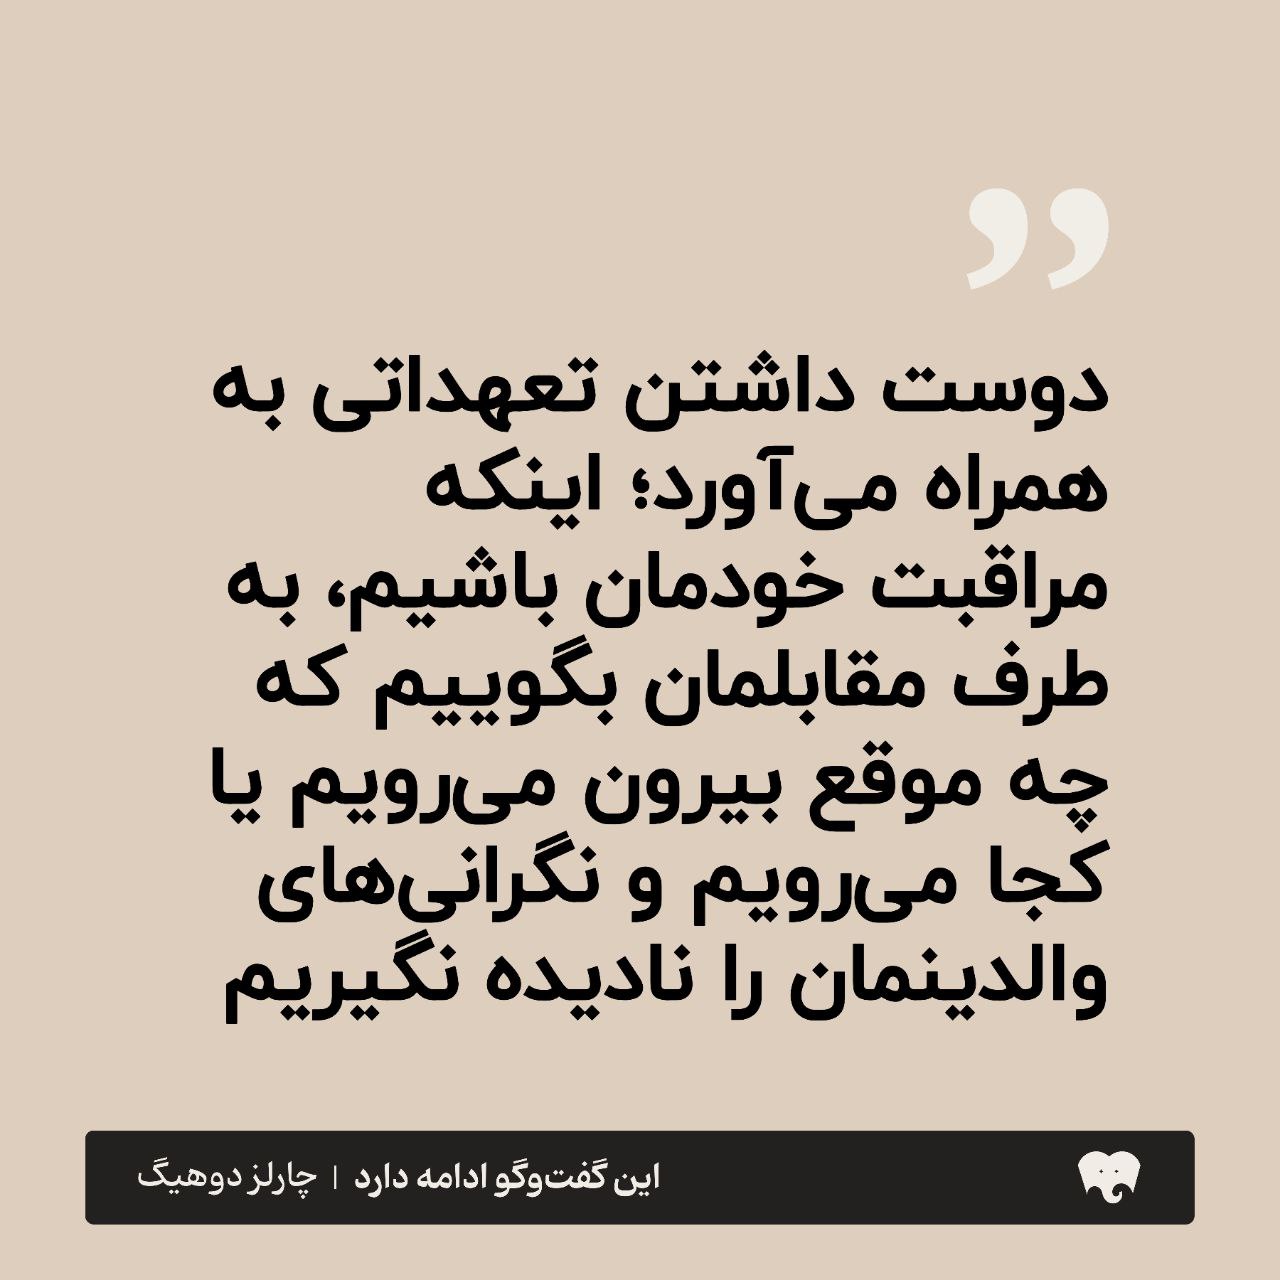 ”
دوست داشتن تعهداتی به
همراه می‌آورد؛ اینکه
مراقبت خودمان باشیم، به
طرف مقابلمان بگوییم که
چه موقع بیرون می‌رویم یا
کجا می‌رویم و نگرانی‌های
والدینمان را نادیده نگیریم
این گفت‌وگو ادامه دارد | چارلز دوهیگ